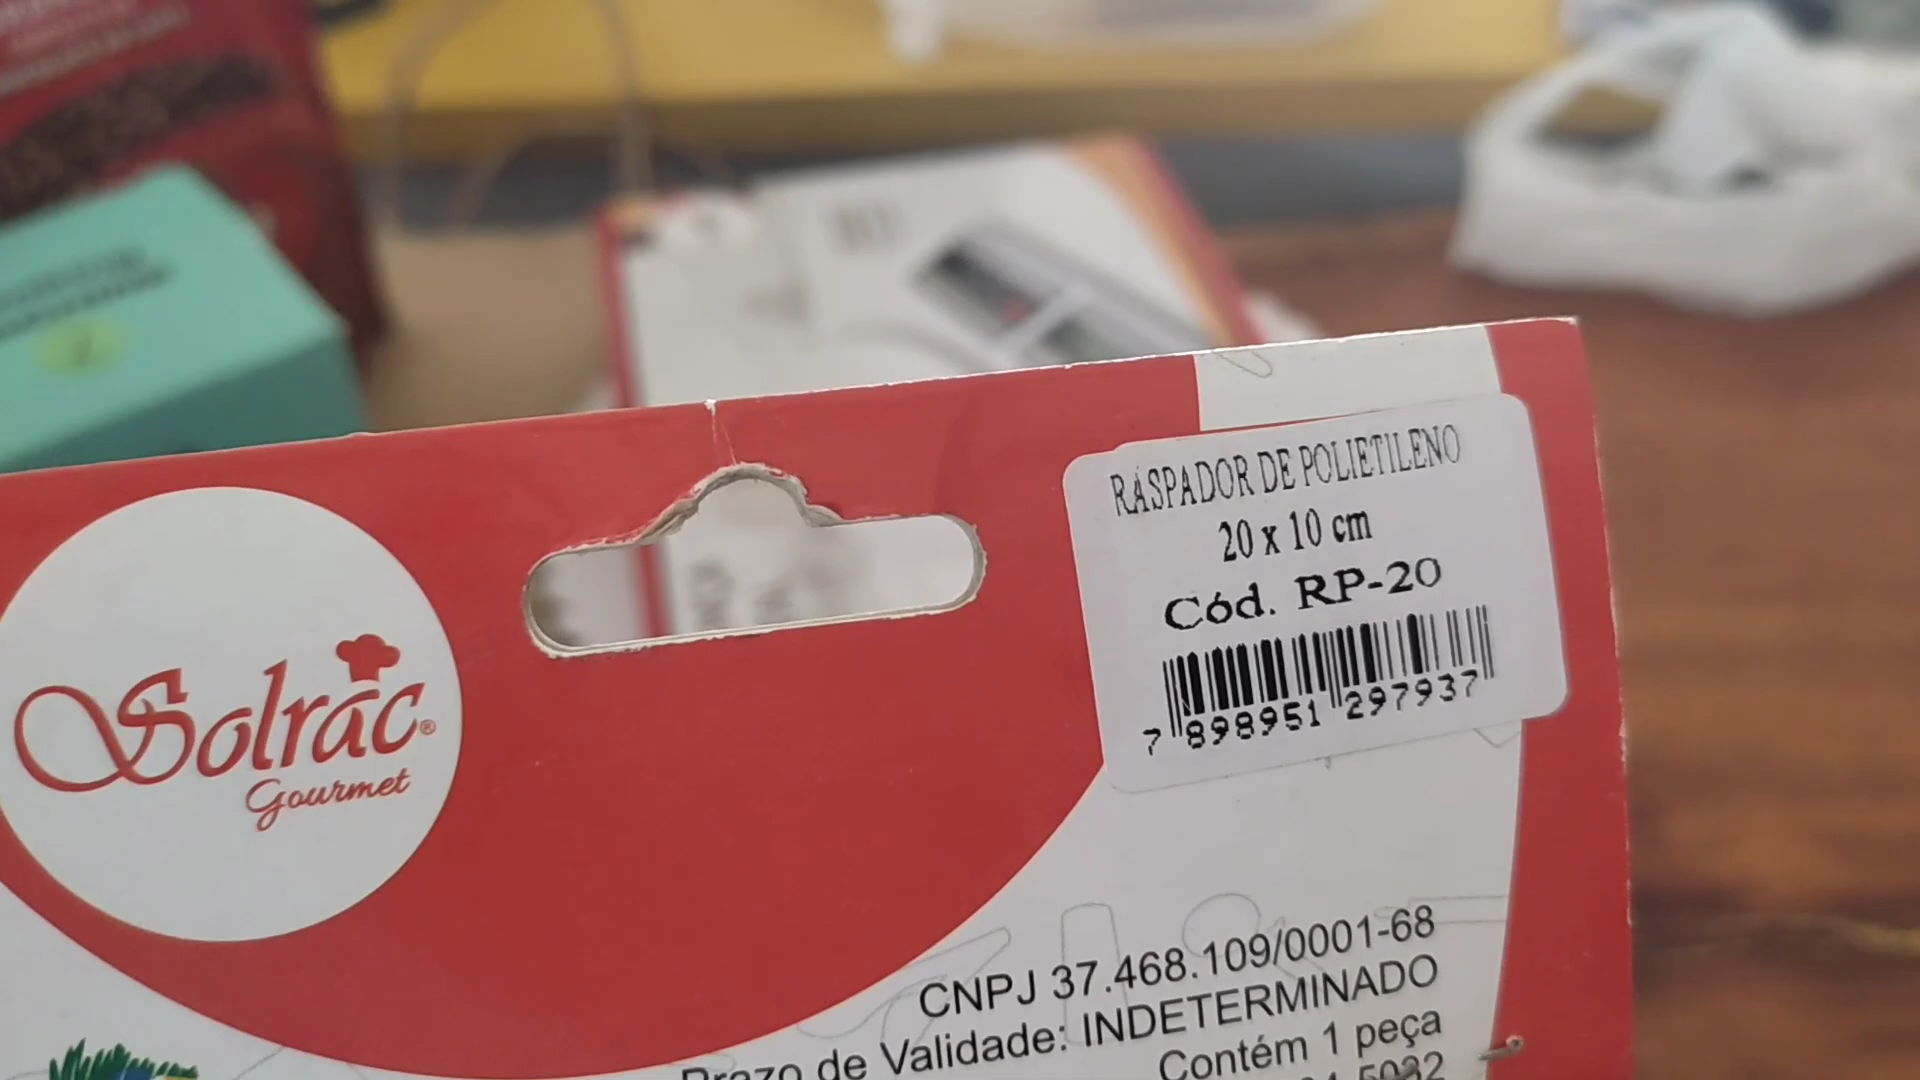 Solrac®
Gourmet
RASPADOR DE POLIETILENO
20 x 10 cm
Cód. RP-20
7 898951 297937
CNPJ 37.468.109/0001-68
Prazo de Validade: INDETERMINADO
Contém 1 peça